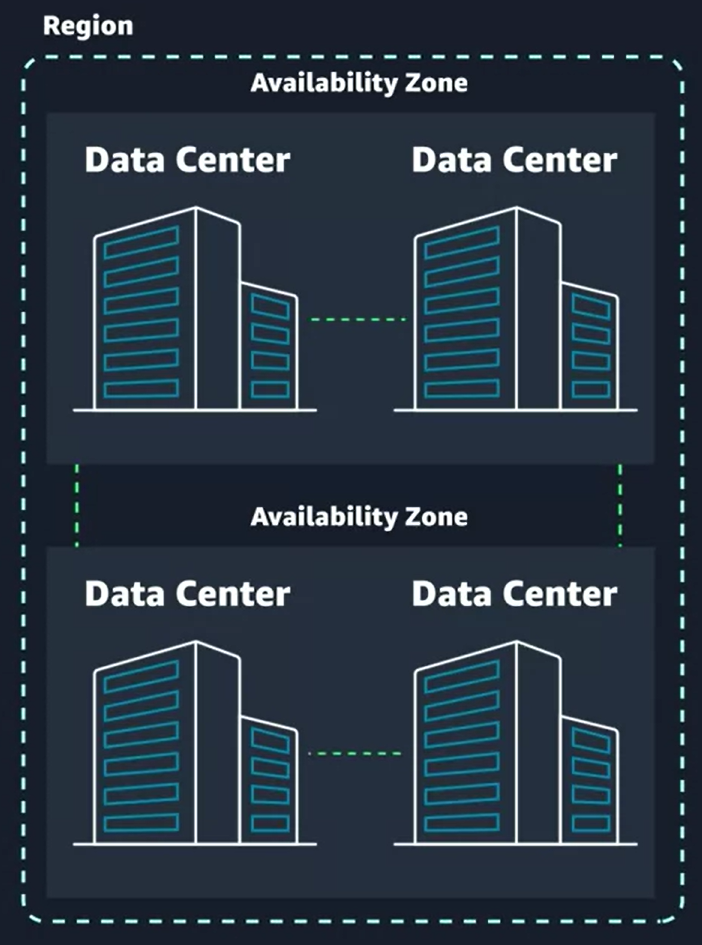 Region
Availability Zone
Data Center Data Center
Availability Zone
Data Center Data Center